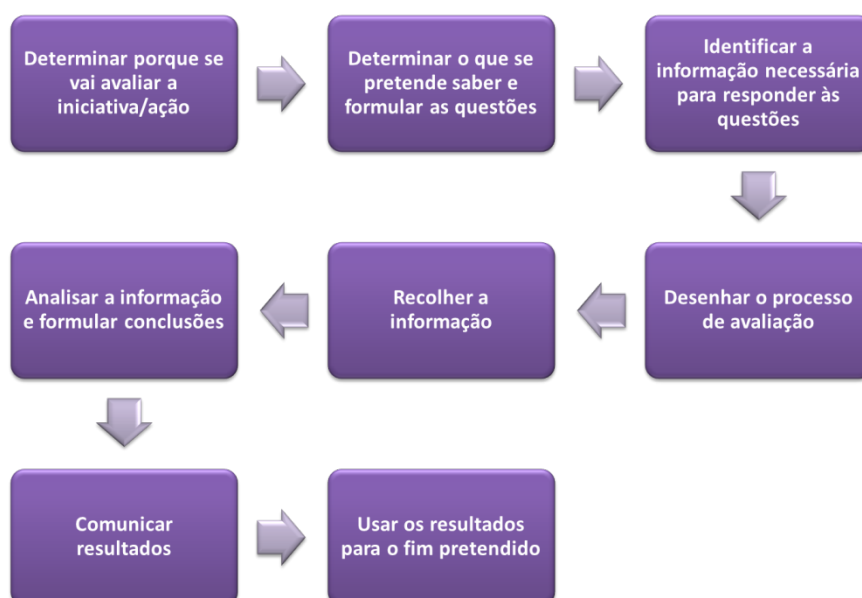 Determinar porque se
vai avaliar a
iniciativa/ação
Determinar o que se
pretende saber e
formular as questões
Identificar a
informação necessária
para responder às
questões
Desenhar o processo
de avaliação
Recolher a
informação
Analisar a informação
e formular conclusões
Comunicar
resultados
Usar os resultados
para o fim pretendido